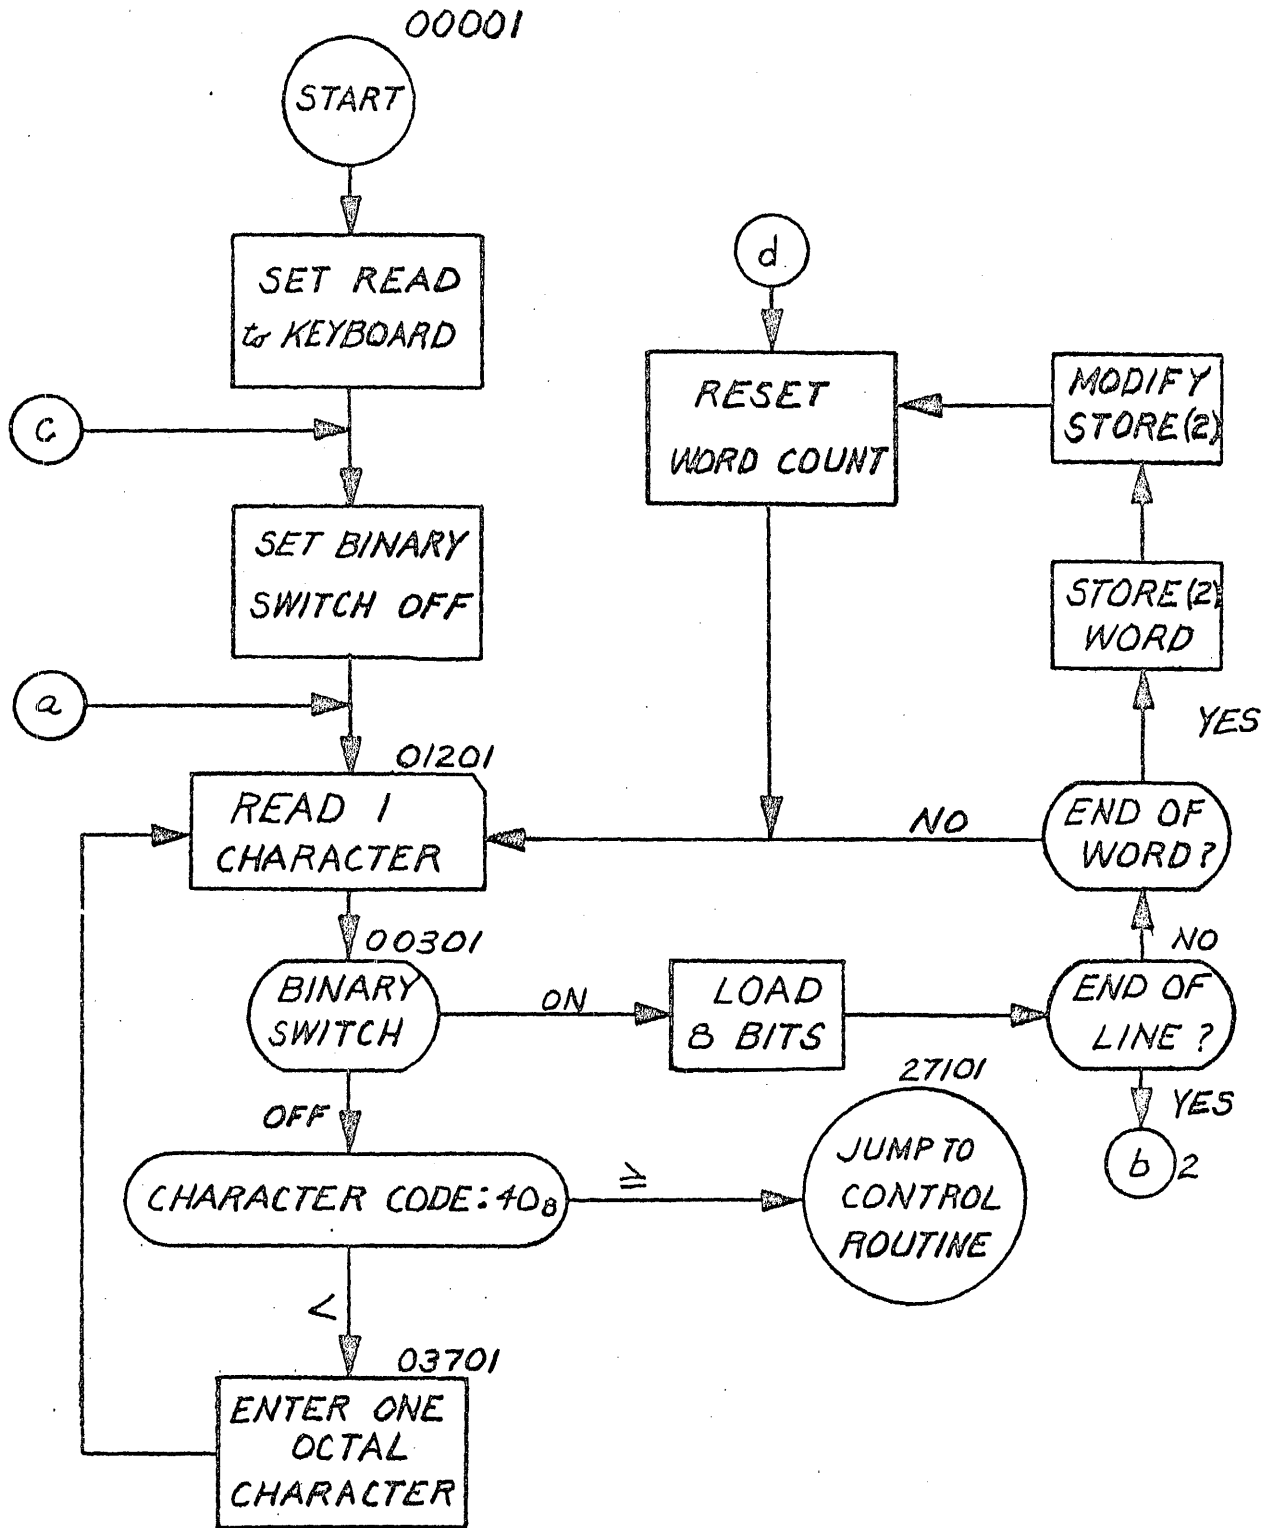 00001
START
SET READ
to KEYBOARD
C
SET BINARY
SWITCH OFF
a
01201
READ 1
CHARACTER
00301
BINARY
SWITCH
ON
OFF
CHARACTER CODE: 40₈
≥
<
03701
ENTER ONE
OCTAL
CHARACTER
d
RESET
WORD COUNT
MODIFY
STORE(2)
STORE(2)
WORD
YES
END OF
WORD?
NO
NO
LOAD
8 BITS
END OF
LINE?
YES
b 2
27101
JUMP TO
CONTROL
ROUTINE